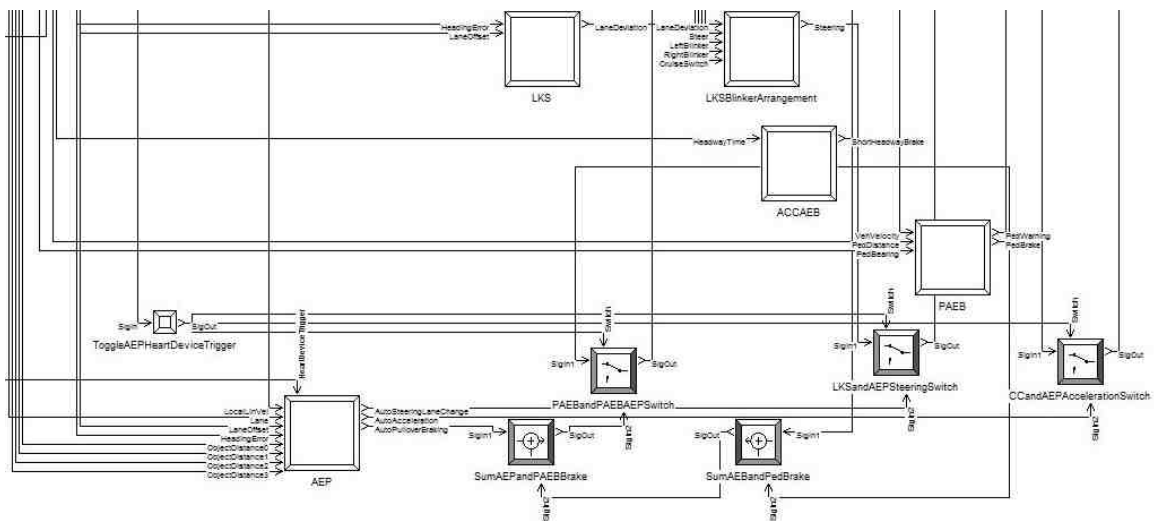 HeadingError
LaneOffset
LaneDeviation
LKS
LaneDeviation
Steer
LeftBlinker
RightBlinker
CruiseSwitch
Steering
LKSBlinkerArrangement
HeadwayTime
ShortHeadwayBrake
ACCAEB
VehVelocity
PedDistance
PedBearing
PedWarning
PedBrake
PAEB
SigIn
SigOut
ToggleAEPHeartDeviceTrigger
HeartDeviceTrigger
Switch
SigIn1
SigOut
PAEBandPAEBAEPSwitch
SigIn2
Switch
SigIn1
SigOut
LKSandAEPSteeringSwitch
SigIn2
Switch
SigIn1
SigOut
CCandAEPAccelerationSwitch
SigIn2
LocalLinVel
Lane
LaneOffset
HeadingError
ObjectDistance0
ObjectDistance1
ObjectDistance2
ObjectDistance3
AutoSteeringLaneChange
AutoAcceleration
AutoPulloverBraking
AEP
SigIn1
SigOut
SumAEPandPAEBBrake
SigIn2
SigOut
SigIn1
SumAEBandPedBrake
SigIn2